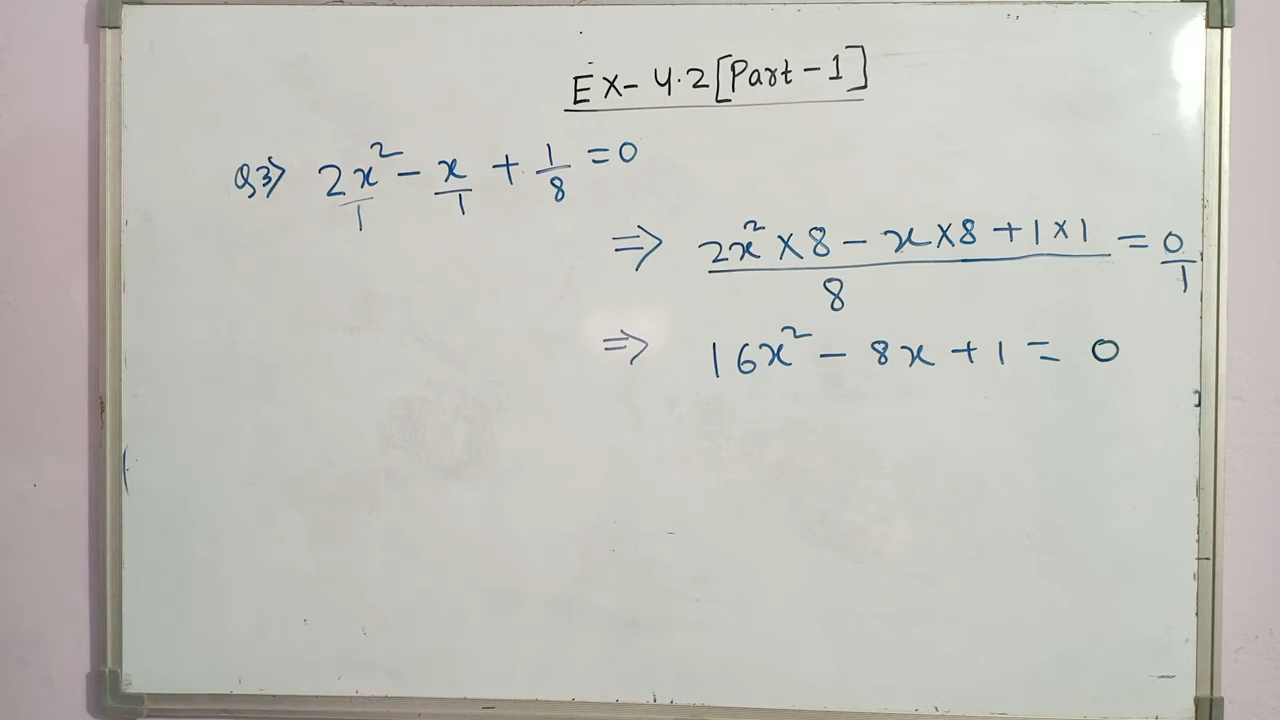 EX-4.2[Part-1]
Q3> 2x²/1 - x/1 + 1/8 = 0
=> (2x² × 8 - x × 8 + 1 × 1)/8 = 0/1
=> 16x² - 8x + 1 = 0